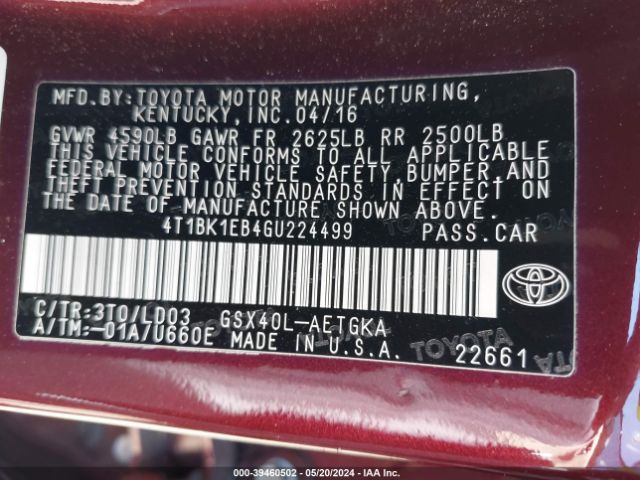 MFD.BY:TOYOTA MOTOR MANUFACTURING,
KENTUCKY,INC.04/16
GVWR 4590LB GAWR FR 2625LB RR 2500LB
THIS VEHICLE CONFORMS TO ALL APPLICABLE
FEDERAL MOTOR VEHICLE SAFETY,BUMPER,AND
THEFT PREVENTION STANDARDS IN EFFECT ON
THE DATE OF MANUFACTURE SHOWN ABOVE.
4T1BK1EB4GU224499 PASS.CAR
C/TR:3T0/LD03 GSX40L-AETGKA
A/TM:-01A/U660E MADE IN U.S.A. 22661
TOYOTA
000-39460502 — 05/20/2024 — IAA Inc.